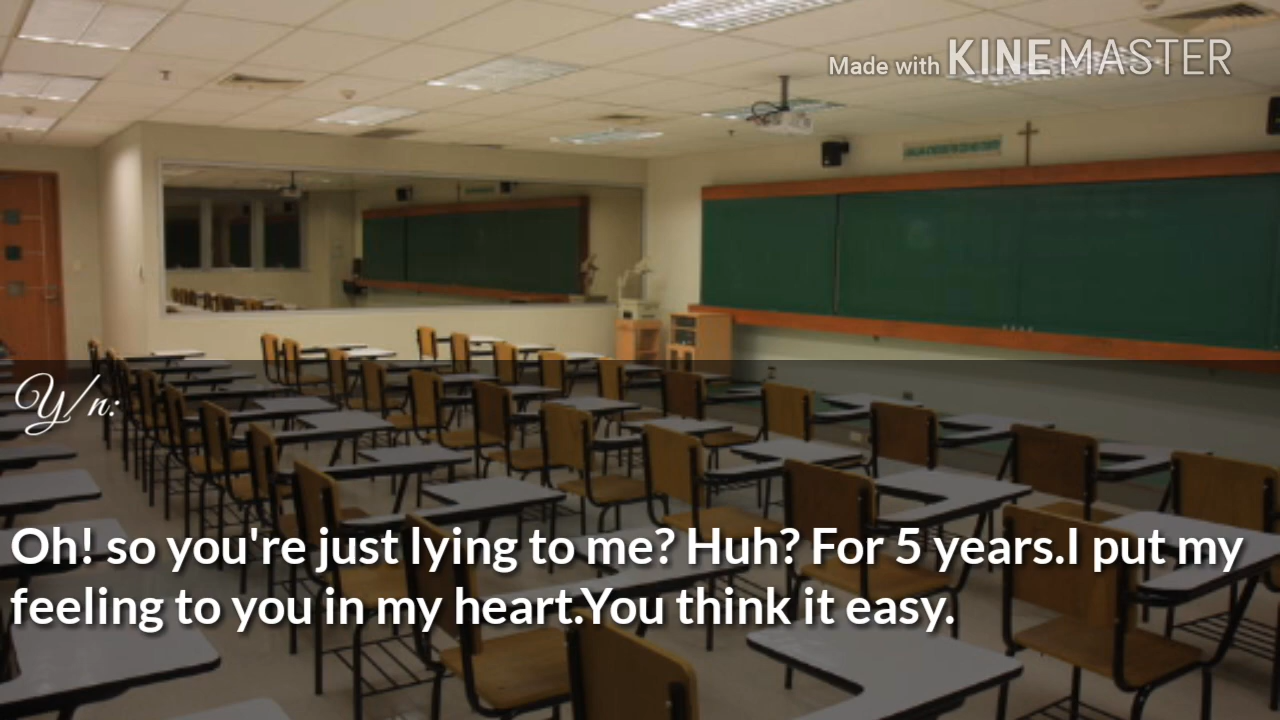 Made with KINEMASTER
Y/n:
Oh! so you're just lying to me? Huh? For 5 years.I put my
feeling to you in my heart.You think it easy.